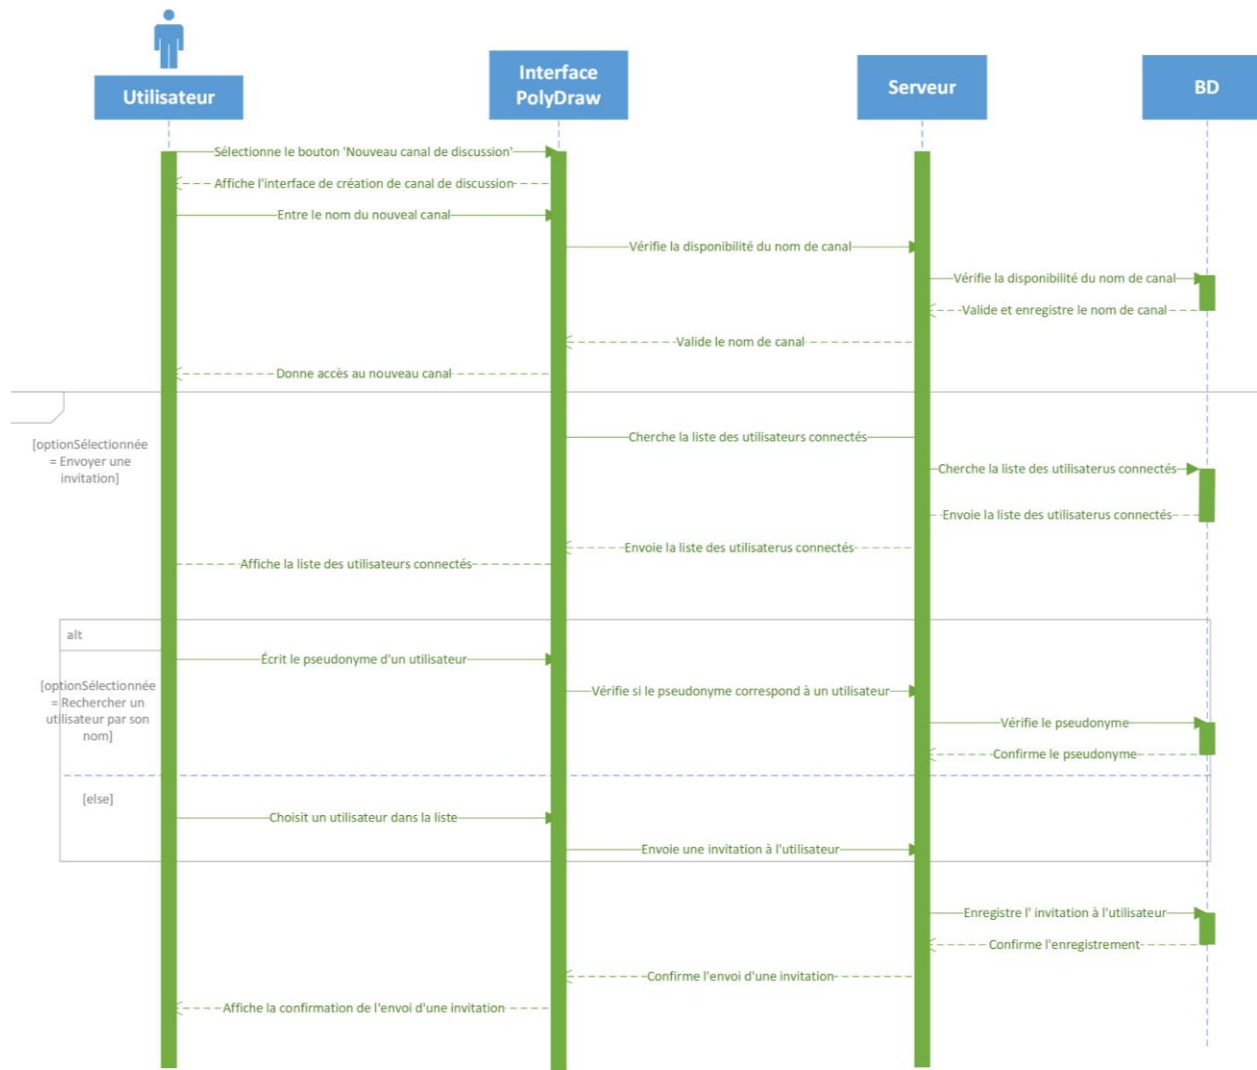 Utilisateur
Interface
PolyDraw
Serveur
BD
Sélectionne le bouton 'Nouveau canal de discussion'
Affiche l'interface de création de canal de discussion
Entre le nom du nouveal canal
Vérifie la disponibilité du nom de canal
Vérifie la disponibilité du nom de canal
Valide et enregistre le nom de canal
Valide le nom de canal
Donne accès au nouveau canal
[optionSélectionnée
= Envoyer une
invitation]
Cherche la liste des utilisateurs connectés
Cherche la liste des utilisaterus connectés
Envoie la liste des utilisaterus connectés
Envoie la liste des utilisaterus connectés
Affiche la liste des utilisateurs connectés
alt
Écrit le pseudonyme d'un utilisateur
[optionSélectionnée
= Rechercher un
utilisateur par son
nom]
Vérifie si le pseudonyme correspond à un utilisateur
Vérifie le pseudonyme
Confirme le pseudonyme
[else]
Choisit un utilisateur dans la liste
Envoie une invitation à l'utilisateur
Enregistre l' invitation à l'utilisateur
Confirme l'enregistrement
Confirme l'envoi d'une invitation
Affiche la confirmation de l'envoi d'une invitation